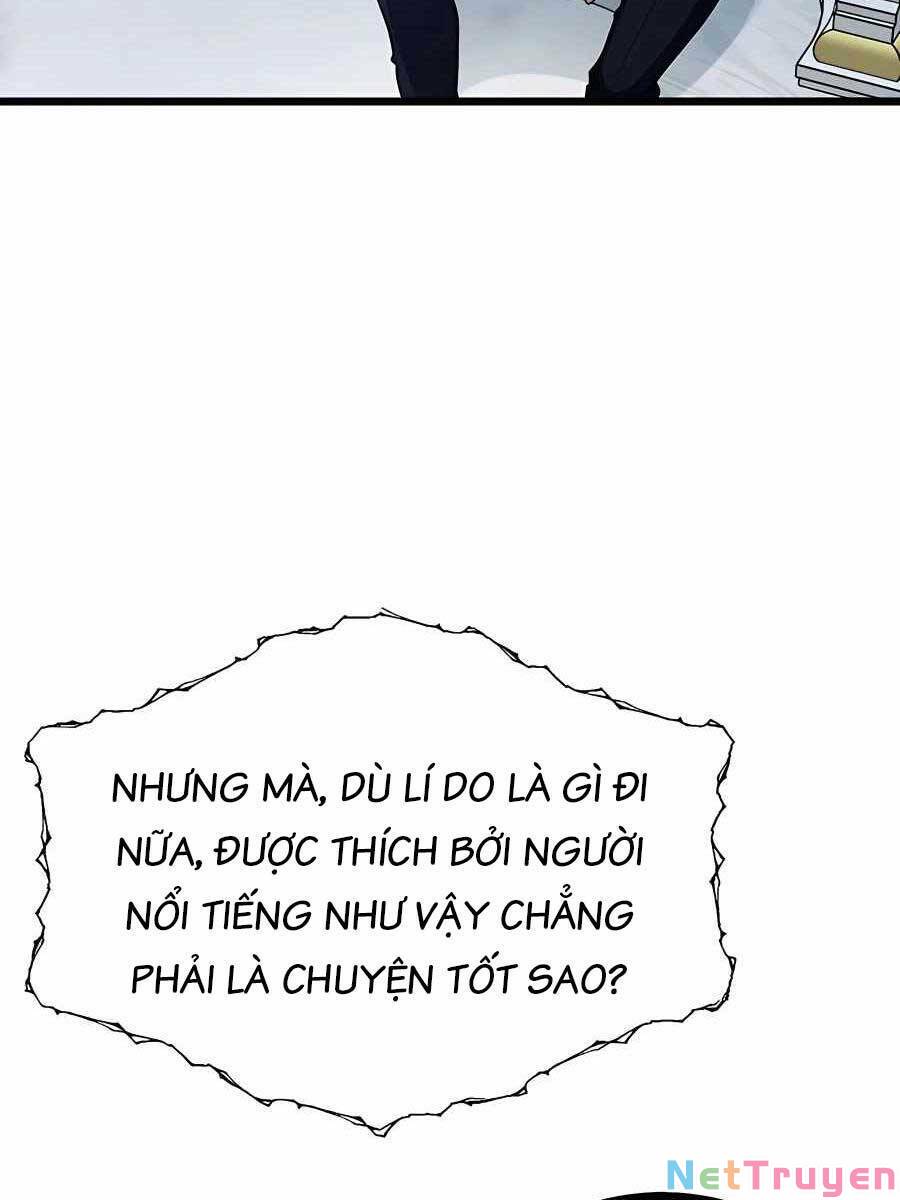 NHƯNG MÀ, DÙ LÍ DO LÀ GÌ ĐI
NỮA, ĐƯỢC THÍCH BỞI NGƯỜI
NỔI TIẾNG NHƯ VẬY CHẲNG
PHẢI LÀ CHUYỆN TỐT SAO?
NetTruyen